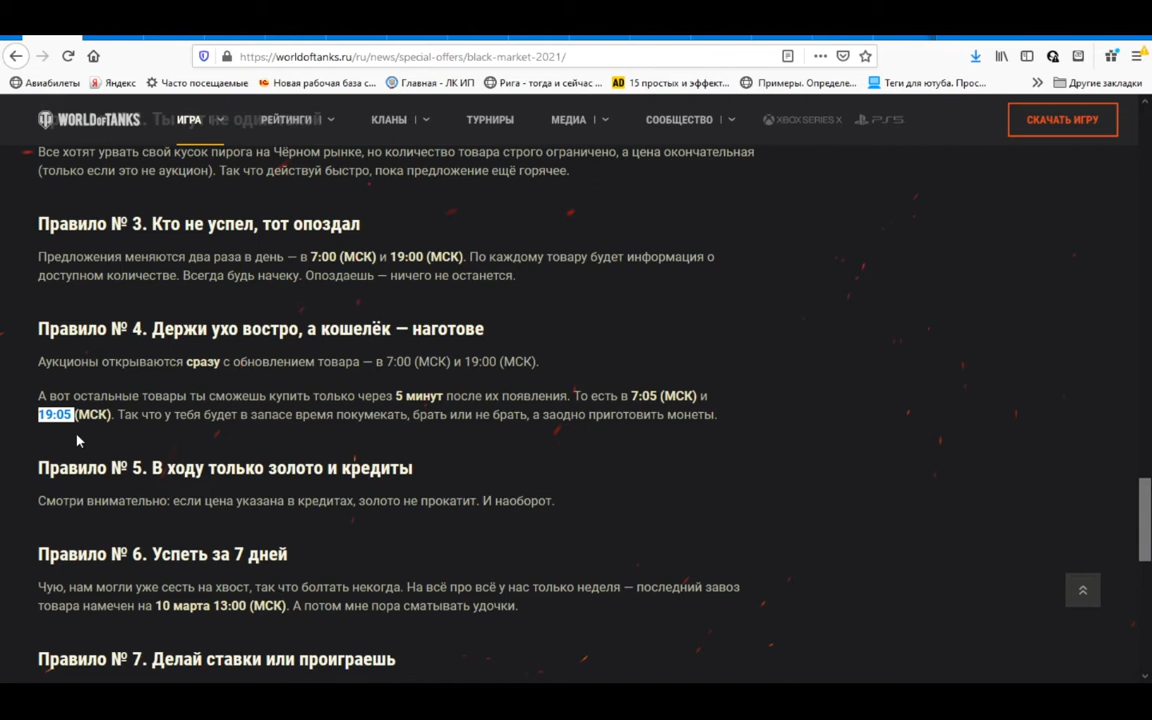 https://worldoftanks.ru/ru/news/special-offers/black-market-2021/
Авиабилеты Яндекс Часто посещаемые Новая рабочая база с... Главная - ЛК ИП Рига - тогда и сейчас ... 15 простых и эффект... Примеры. Определе... Теги для ютуба. Прос... Другие закладки
WORLD OF TANKS ИГРА РЕЙТИНГИ КЛАНЫ ТУРНИРЫ МЕДИА СООБЩЕСТВО XBOX SERIES X PS5 СКАЧАТЬ ИГРУ
Все хотят урвать свой кусок пирога на Чёрном рынке, но количество товара строго ограничено, а цена окончательная
(только если это не аукцион). Так что действуй быстро, пока предложение ещё горячее.
Правило № 3. Кто не успел, тот опоздал
Предложения меняются два раза в день — в 7:00 (МСК) и 19:00 (МСК). По каждому товару будет информация о
доступном количестве. Всегда будь начеку. Опоздаешь — ничего не останется.
Правило № 4. Держи ухо востро, а кошелёк — наготове
Аукционы открываются сразу с обновлением товара — в 7:00 (МСК) и 19:00 (МСК).
А вот остальные товары ты сможешь купить только через 5 минут после их появления. То есть в 7:05 (МСК) и
19:05 (МСК). Так что у тебя будет в запасе время покумекать, брать или не брать, а заодно приготовить монеты.
Правило № 5. В ходу только золото и кредиты
Смотри внимательно: если цена указана в кредитах, золото не прокатит. И наоборот.
Правило № 6. Успеть за 7 дней
Чую, нам могли уже сесть на хвост, так что болтать некогда. На всё про всё у нас только неделя — последний завоз
товара намечен на 10 марта 13:00 (МСК). А потом мне пора сматывать удочки.
Правило № 7. Делай ставки или проиграешь